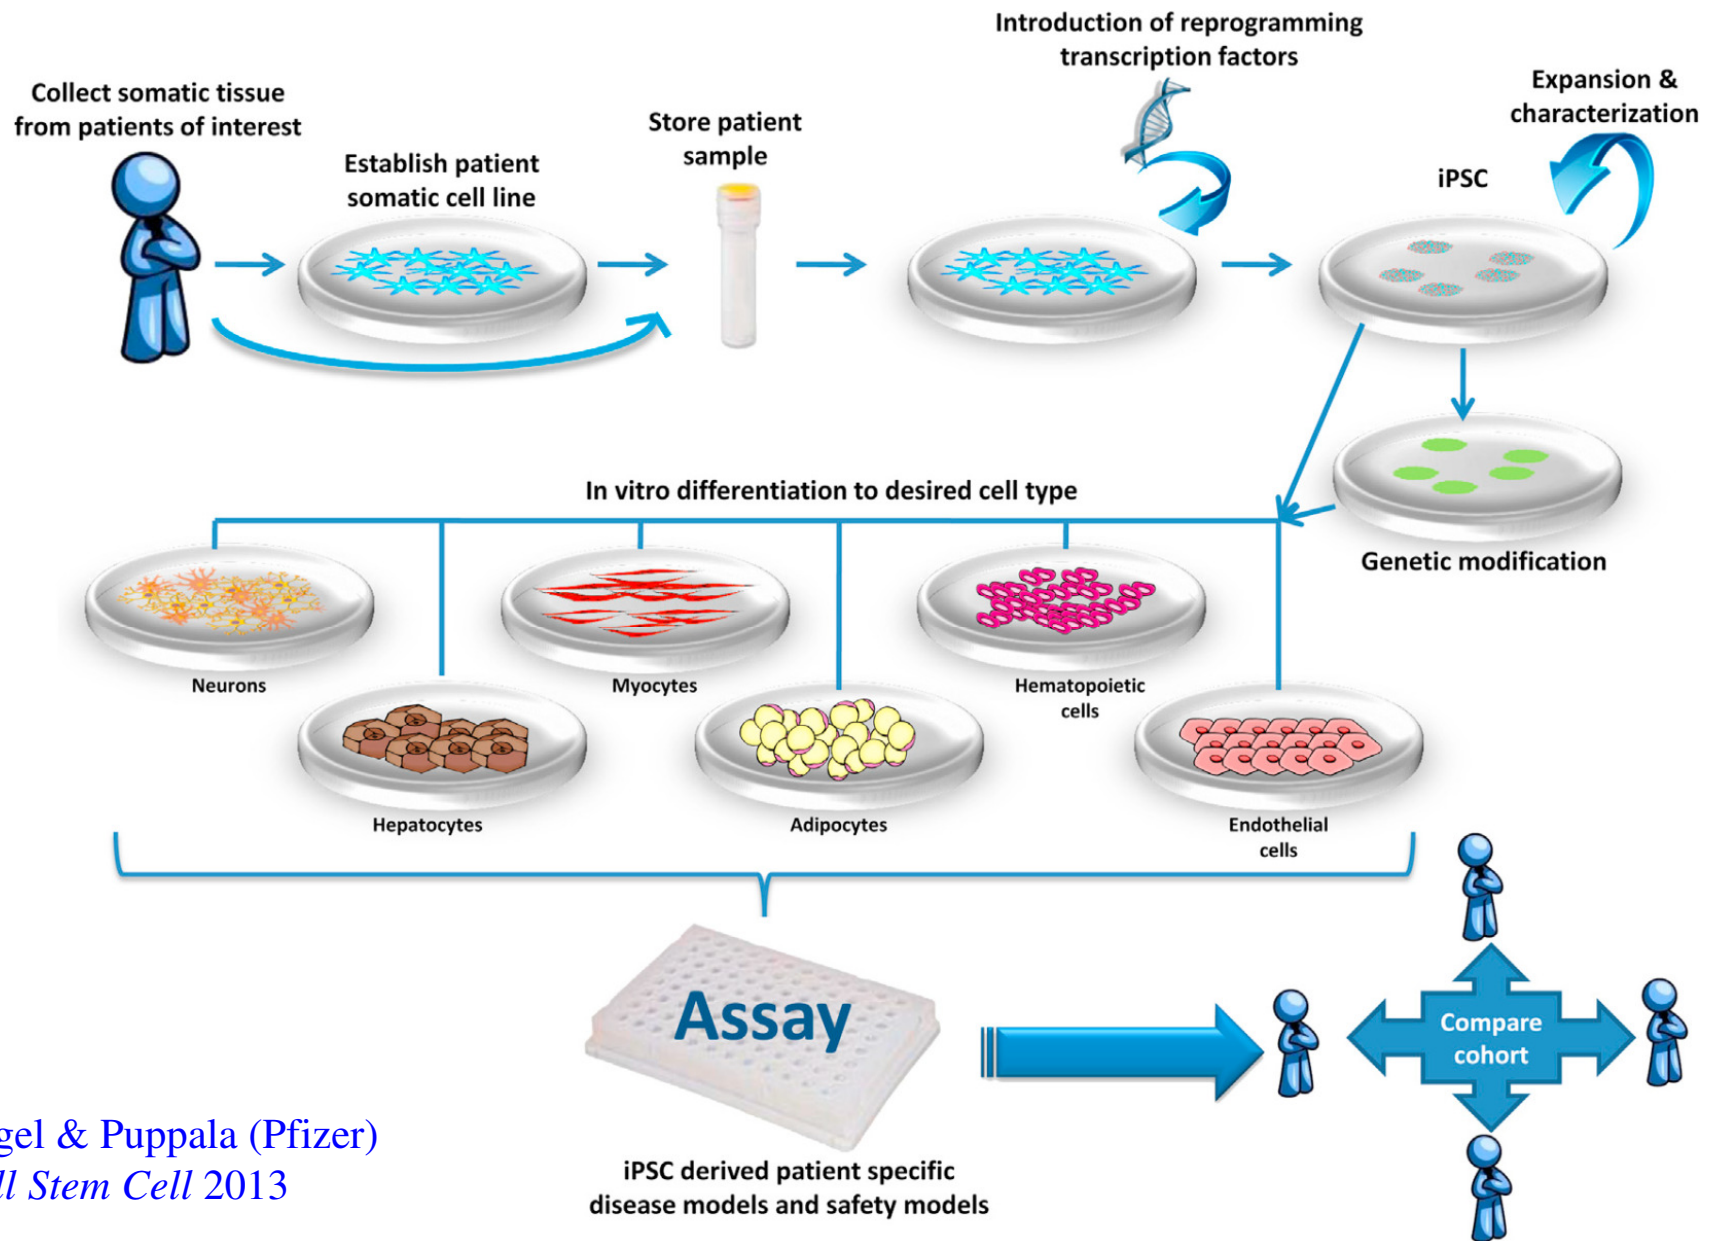 Introduction of reprogramming
transcription factors
Collect somatic tissue
from patients of interest
Establish patient
somatic cell line
Store patient
sample
Expansion &
characterization
iPSC
Genetic modification
In vitro differentiation to desired cell type
Neurons
Myocytes
Hematopoietic
cells
Hepatocytes
Adipocytes
Endothelial
cells
Assay
Compare
cohort
iPSC derived patient specific
disease models and safety models
gel & Puppala (Pfizer)
ll Stem Cell 2013